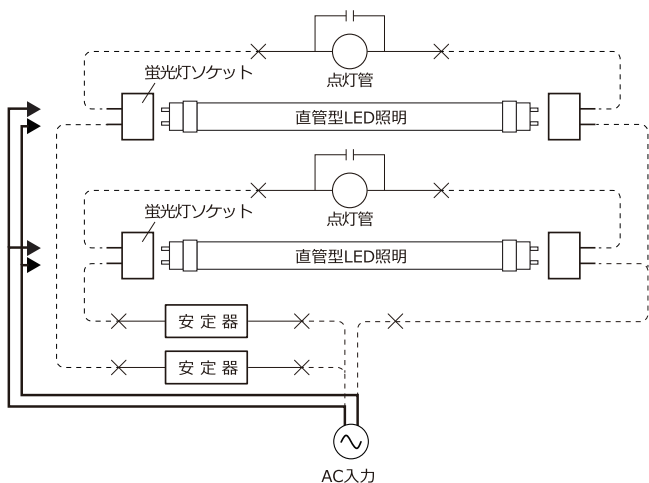 点灯管
蛍光灯ソケット
直管型LED照明
点灯管
蛍光灯ソケット
直管型LED照明
安定器
安定器
AC入力